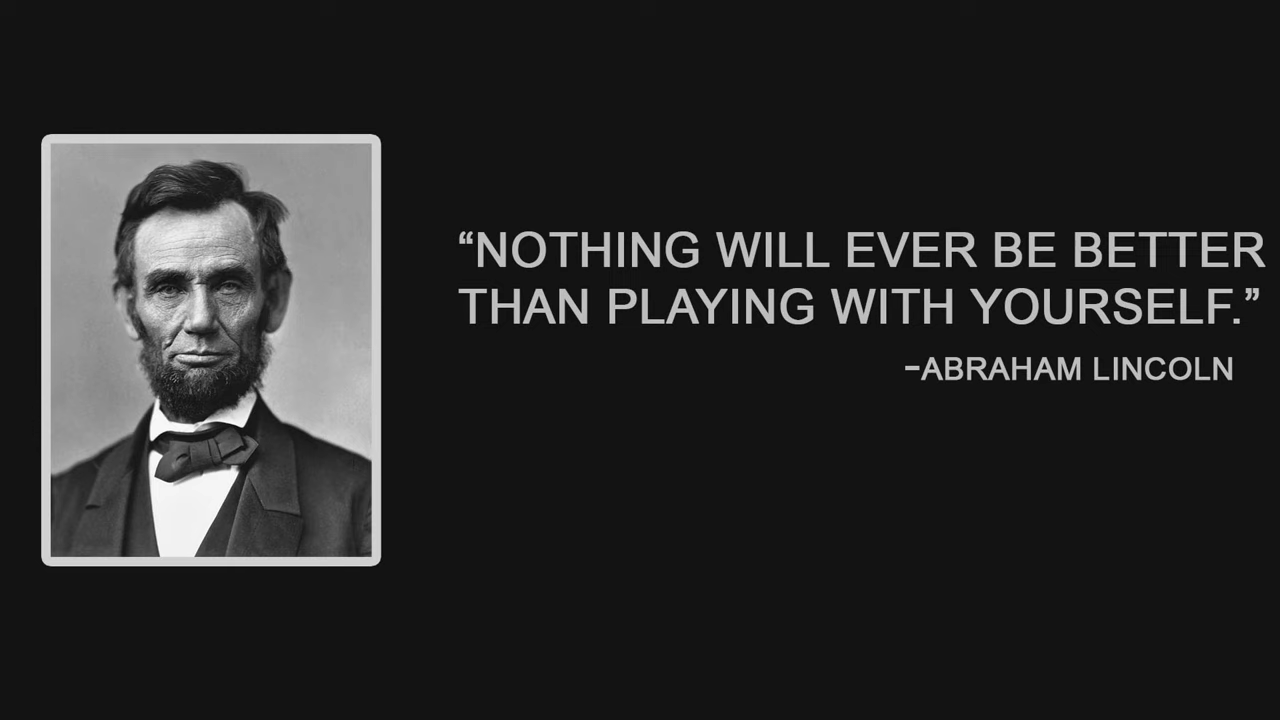 “NOTHING WILL EVER BE BETTER
THAN PLAYING WITH YOURSELF.”
–ABRAHAM LINCOLN